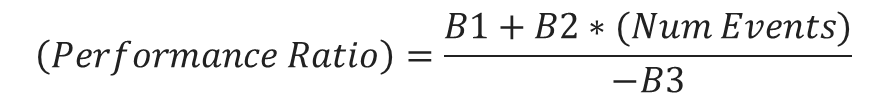 (Performance Ratio) = B1 + B2 * (Num Events)
−B3